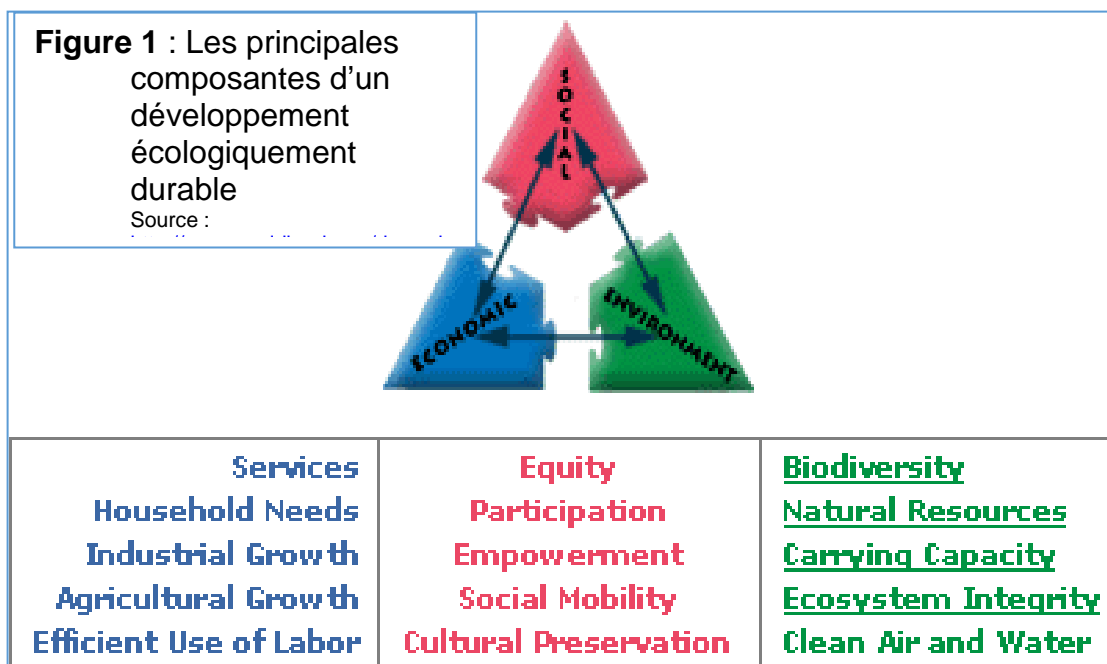 Figure 1 : Les principales
composantes d'un
développement
écologiquement
durable
Source :
SOCIAL
ECONOMIC
ENVIRONMENT
Services
Household Needs
Industrial Growth
Agricultural Growth
Efficient Use of Labor
Equity
Participation
Empowerment
Social Mobility
Cultural Preservation
Biodiversity
Natural Resources
Carrying Capacity
Ecosystem Integrity
Clean Air and Water